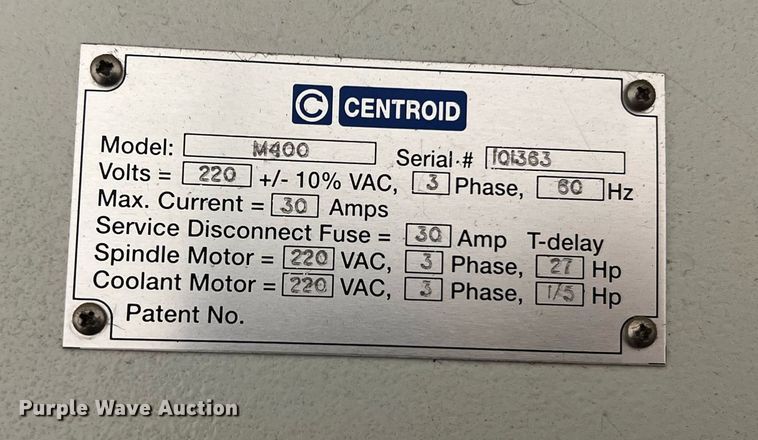 C CENTROID
Model: M400 Serial # 101363
Volts = 220 +/- 10% VAC, 3 Phase, 60 Hz
Max. Current = 30 Amps
Service Disconnect Fuse = 30 Amp T-delay
Spindle Motor = 220 VAC, 3 Phase, 27 Hp
Coolant Motor = 220 VAC, 3 Phase, 1/5 Hp
Patent No.
Purple Wave Auction